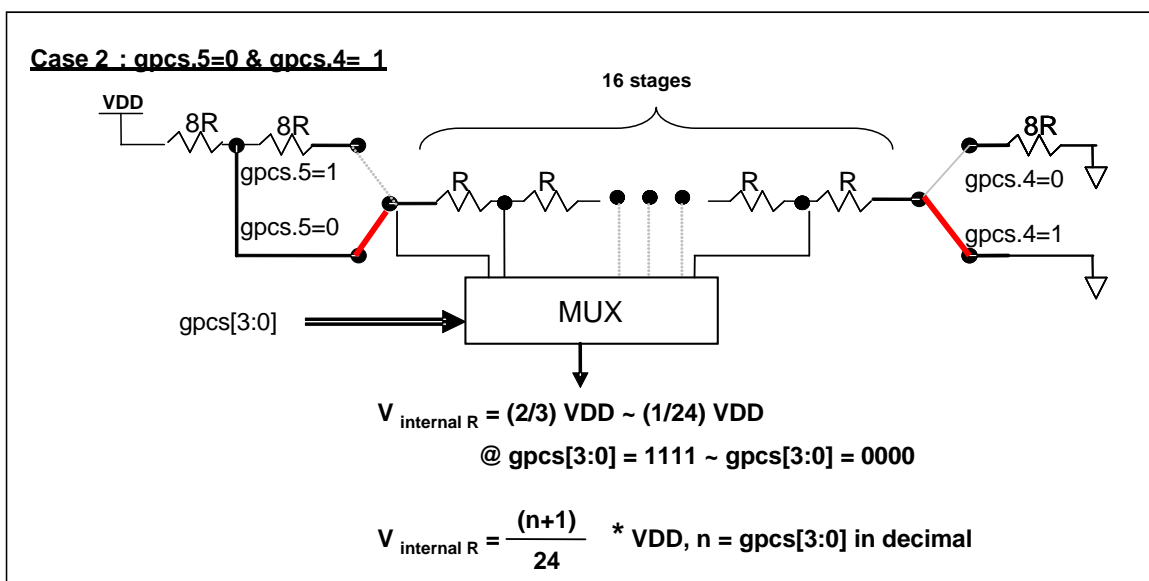 Case 2 : gpcs.5=0 & gpcs.4= 1
16 stages
VDD
8R
8R
8R
gpcs.5=1
R
R
R
R
gpcs.4=0
gpcs.5=0
gpcs.4=1
MUX
gpcs[3:0]
V internal R = (2/3) VDD ~ (1/24) VDD
@ gpcs[3:0] = 1111 ~ gpcs[3:0] = 0000
V internal R = (n+1) / 24 * VDD, n = gpcs[3:0] in decimal